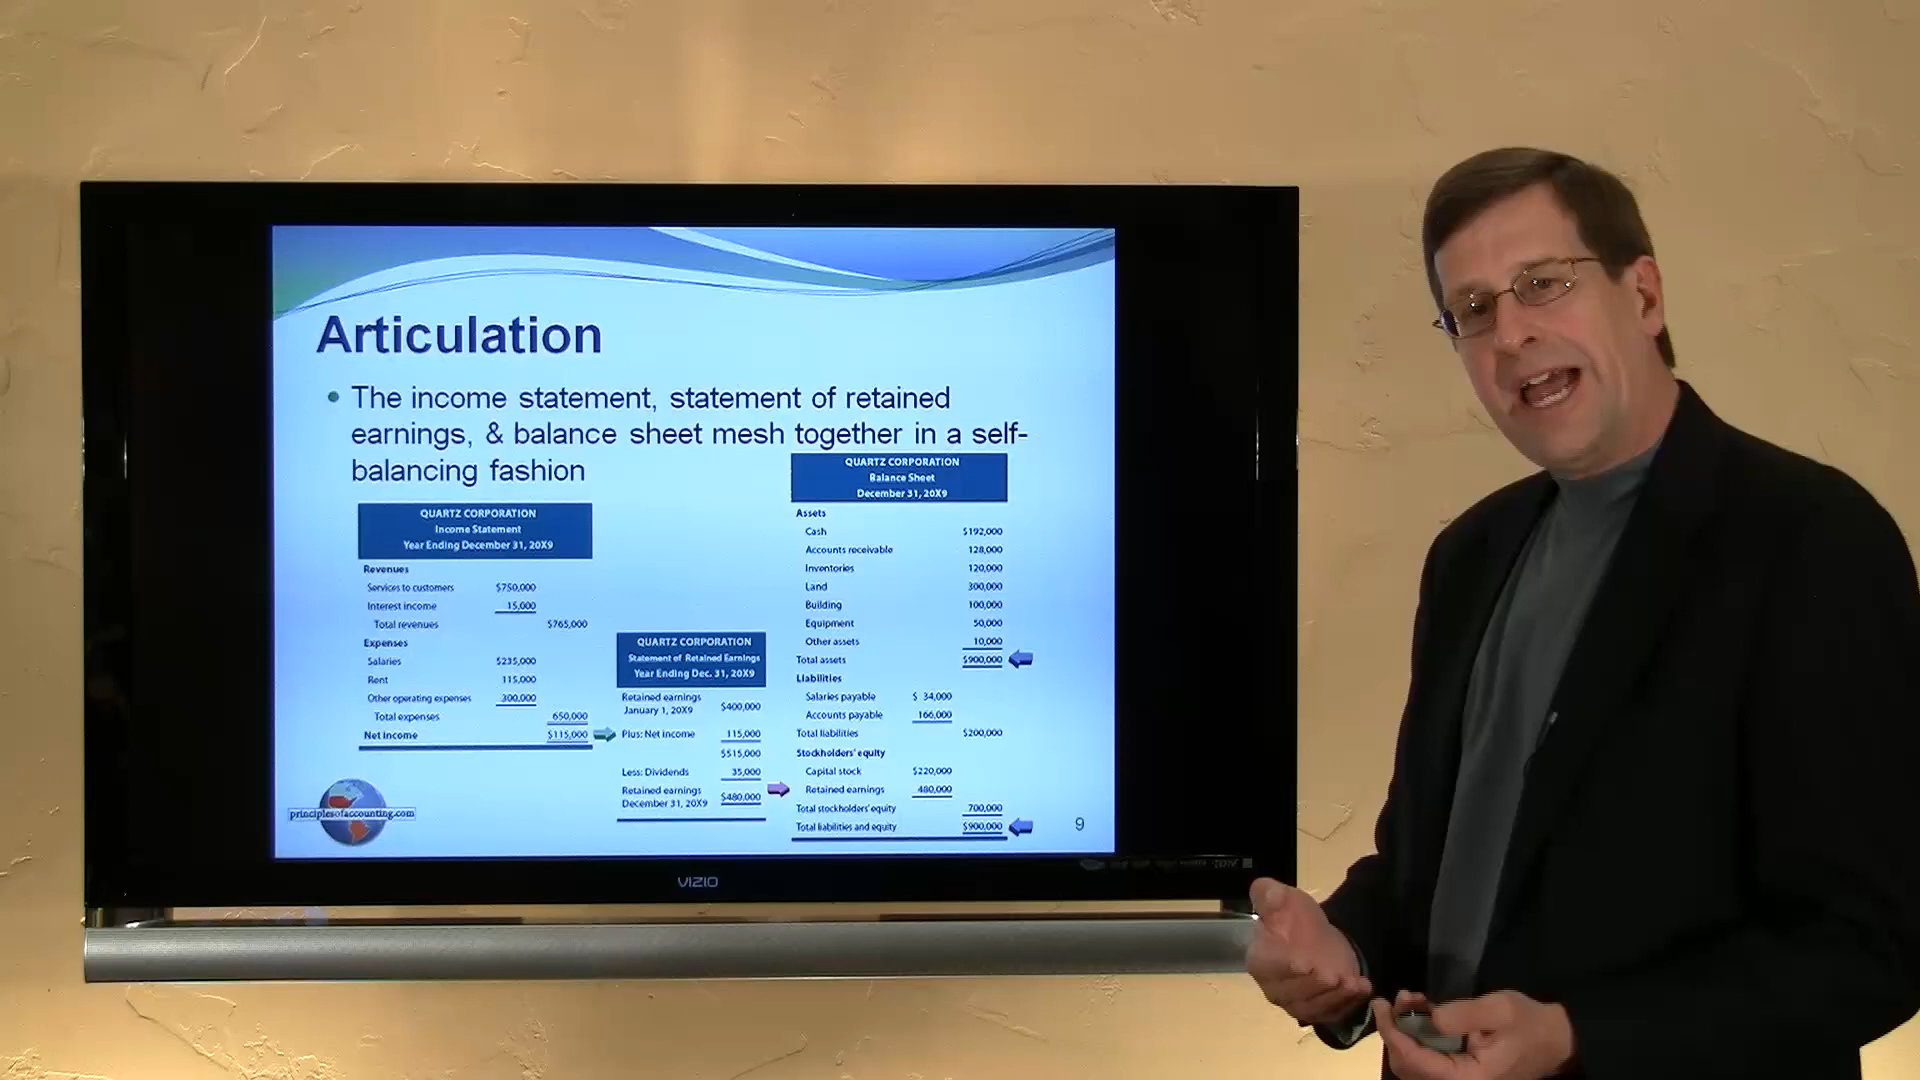 Articulation
• The income statement, statement of retained
earnings, & balance sheet mesh together in a self-
balancing fashion
QUARTZ CORPORATION
Income Statement
Year Ending December 31, 20X9
Revenues
Services to customers $750,000
Interest income 15,000
Total revenues $765,000
Expenses
Salaries $235,000
Rent 115,000
Other operating expenses 300,000
Total expenses 650,000
Net income $115,000
QUARTZ CORPORATION
Statement of Retained Earnings
Year Ending Dec. 31, 20X9
Retained earnings
January 1, 20X9 $400,000
Plus: Net income 115,000
$515,000
Less: Dividends 35,000
Retained earnings
December 31, 20X9 $480,000
QUARTZ CORPORATION
Balance Sheet
December 31, 20X9
Assets
Cash $192,000
Accounts receivable 128,000
Inventories 120,000
Land 300,000
Building 100,000
Equipment 50,000
Other assets 10,000
Total assets $900,000
Liabilities
Salaries payable $ 34,000
Accounts payable 166,000
Total liabilities $200,000
Stockholders' equity
Capital stock $220,000
Retained earnings 480,000
Total stockholders' equity 700,000
Total liabilities and equity $900,000
principlesofaccounting.com
9
VIZIO